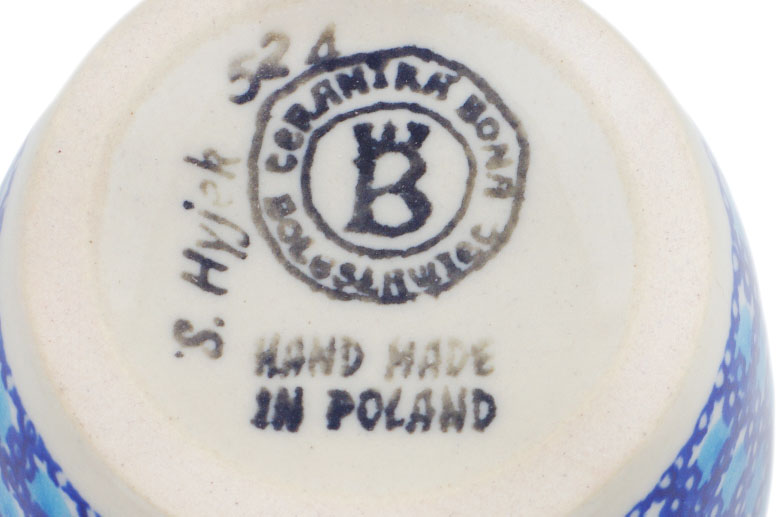 524
CERAMIKA BONA
BOLESŁAWIEC
B
S. Hyjek
HAND MADE
IN POLAND